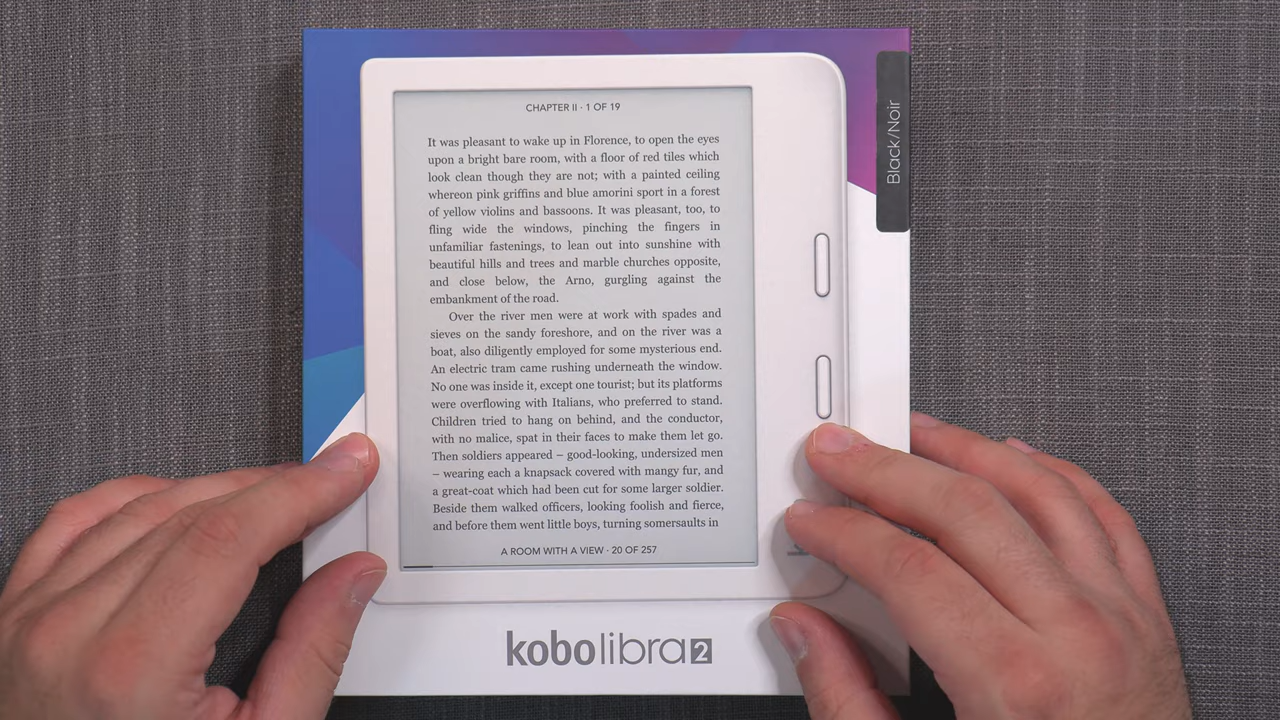 CHAPTER II · 1 OF 19
Black/Noir
It was pleasant to wake up in Florence, to open the eyes
upon a bright bare room, with a floor of red tiles which
look clean though they are not; with a painted ceiling
whereon pink griffins and blue amorini sport in a forest
of yellow violins and bassoons. It was pleasant, too, to
fling wide the windows, pinching the fingers in
unfamiliar fastenings, to lean out into sunshine with
beautiful hills and trees and marble churches opposite,
and close below, the Arno, gurgling against the
embankment of the road.
Over the river men were at work with spades and
sieves on the sandy foreshore, and on the river was a
boat, also diligently employed for some mysterious end.
An electric tram came rushing underneath the window.
No one was inside it, except one tourist; but its platforms
were overflowing with Italians, who preferred to stand.
Children tried to hang on behind, and the conductor,
with no malice, spat in their faces to make them let go.
Then soldiers appeared – good-looking, undersized men
– wearing each a knapsack covered with mangy fur, and
a great-coat which had been cut for some larger soldier.
Beside them walked officers, looking foolish and fierce,
and before them went little boys, turning somersaults in
A ROOM WITH A VIEW · 20 OF 257
kobo libra 2